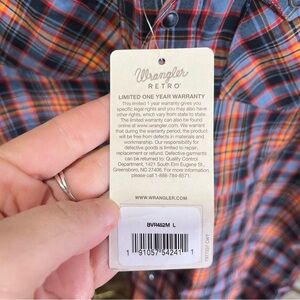 Wrangler
RETRO®
LIMITED ONE YEAR WARRANTY
This limited 1 year warranty gives you
specific legal rights and you may also have
other rights, which vary from state to state.
The limited warranty can also be found
online at www.wrangler.com. We warrant
that during the warranty period, the product
will be free from defects in materials and
workmanship. Our responsibility for
defective goods is limited to repair,
replacement or refund. Defective garments
can be returned to: Quality Control
Department, 1421 South Elm Eugene St.,
Greensboro, NC 27406. For more information,
please call 1-888-784-8571.
WWW.WRANGLER.COM
BVR482M L
1 91057 54241 1